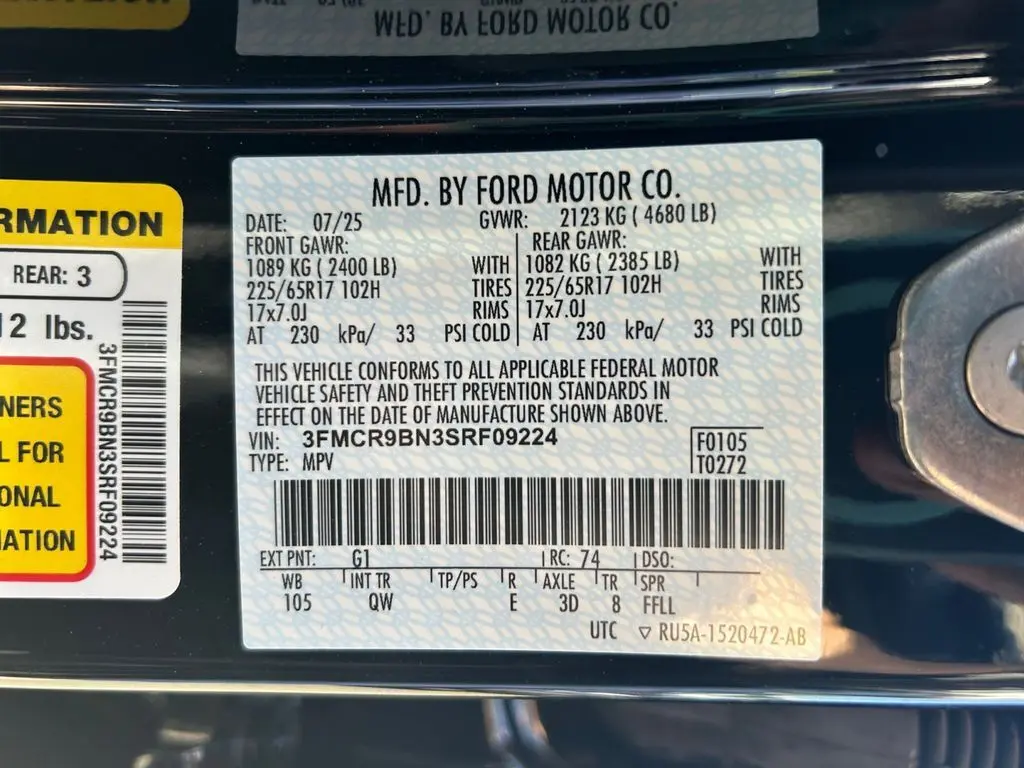 MFD. BY FORD MOTOR CO.
RMATION
REAR: 3
12 lbs.
3FMCR9BN3SRF09224
NERS
L FOR
ONAL
ATION
MFD. BY FORD MOTOR CO.
DATE: 07/25 GVWR: 2123 KG ( 4680 LB)
FRONT GAWR: REAR GAWR:
1089 KG ( 2400 LB) WITH 1082 KG ( 2385 LB) WITH
225/65R17 102H TIRES 225/65R17 102H TIRES
17x7.0J RIMS 17x7.0J RIMS
AT 230 kPa/ 33 PSI COLD AT 230 kPa/ 33 PSI COLD
THIS VEHICLE CONFORMS TO ALL APPLICABLE FEDERAL MOTOR
VEHICLE SAFETY AND THEFT PREVENTION STANDARDS IN
EFFECT ON THE DATE OF MANUFACTURE SHOWN ABOVE.
VIN: 3FMCR9BN3SRF09224 F0105
TYPE: MPV T0272
EXT PNT: G1 RC: 74 DSO:
WB INT TR TP/PS R AXLE TR SPR
105 QW E 3D 8 FFLL
UTC ▽ RU5A-1520472-AB